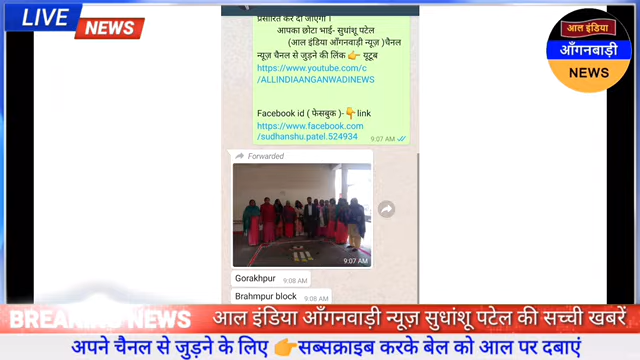 LIVE NEWS
आल इंडिया
आँगनबाड़ी
NEWS
प्रसारित कर दी जाएगी ।
आपका छोटा भाई- सुधांशू पटेल
(आल इंडिया आँगनवाड़ी न्यूज़ )चैनल
न्यूज़ चैनल से जुड़ने की लिंक 👉 यूटूब
https://www.youtube.com/c
/ALLINDIAANGANWADINEWS
Facebook id ( फेसबुक )-👇link
https://www.facebook.com
/sudhanshu.patel.524934
9:07 AM
Forwarded
9:07 AM
Gorakhpur
9:08 AM
Brahmpur block
9:08 AM
BREAKING NEWS
आल इंडिया आँगनवाड़ी न्यूज़ सुधांशू पटेल की सच्ची खबरें
अपने चैनल से जुड़ने के लिए 👉सब्सक्राइब करके बेल को आल पर दबाएं